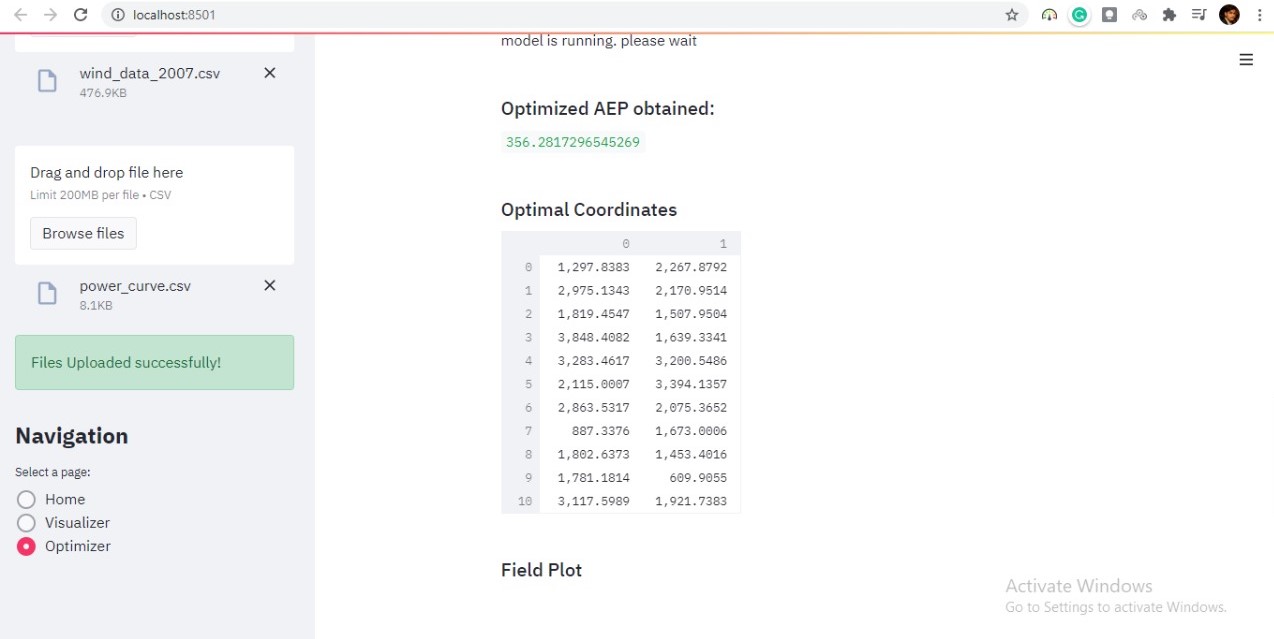 localhost:8501
wind_data_2007.csv
476.9KB
Drag and drop file here
Limit 200MB per file • CSV
Browse files
power_curve.csv
8.1KB
Files Uploaded successfully!
Navigation
Select a page:
Home
Visualizer
Optimizer
model is running. please wait
Optimized AEP obtained:
356.2817296545269
Optimal Coordinates
0 1
0 1,297.8383 2,267.8792
1 2,975.1343 2,170.9514
2 1,819.4547 1,507.9504
3 3,848.4082 1,639.3341
4 3,283.4617 3,200.5486
5 2,115.0007 3,394.1357
6 2,863.5317 2,075.3652
7 887.3376 1,673.0006
8 1,802.6373 1,453.4016
9 1,781.1814 609.9055
10 3,117.5989 1,921.7383
Field Plot
Activate Windows
Go to Settings to activate Windows.